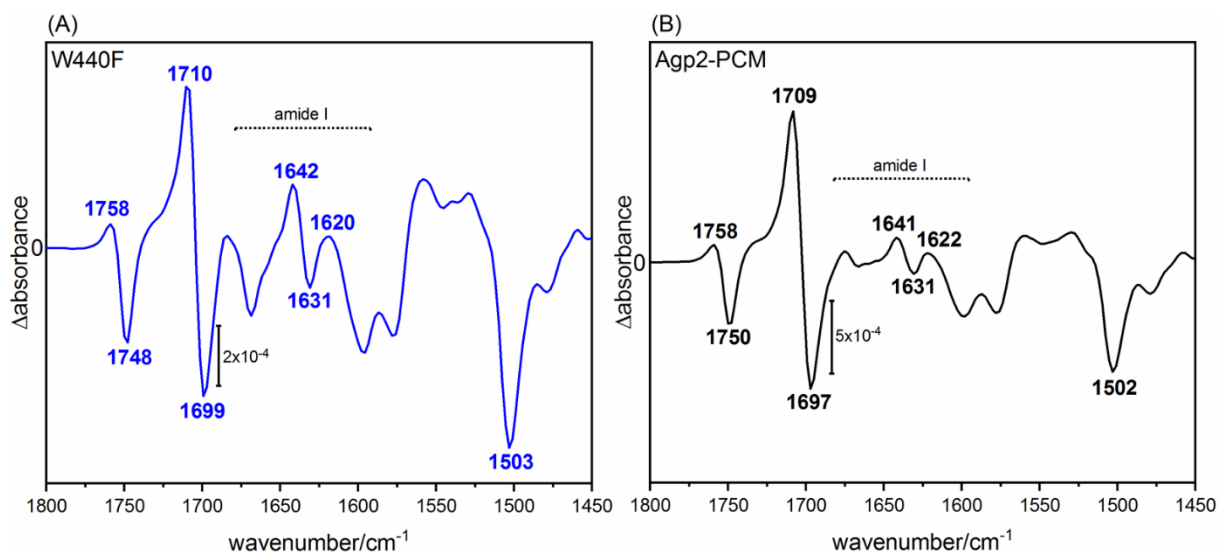 (A)
W440F
1710
amide I
1758
1642
1620
0
1748
1631
2x10-4
1699
1503
Δabsorbance
1800 1750 1700 1650 1600 1550 1500 1450
wavenumber/cm-1
(B)
Agp2-PCM
1709
amide I
1758
1641
1622
0
1750
1631
5x10-4
1697
1502
Δabsorbance
1800 1750 1700 1650 1600 1550 1500 1450
wavenumber/cm-1